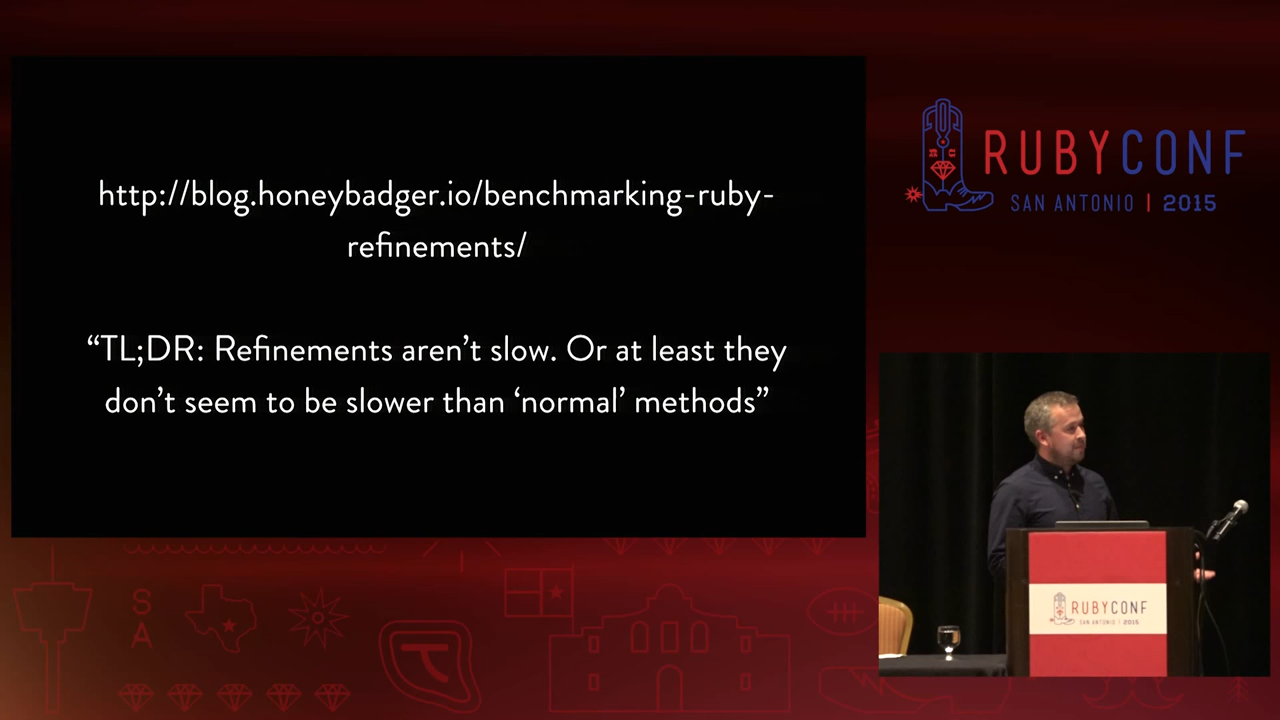 http://blog.honeybadger.io/benchmarking-ruby-
refinements/
“TL;DR: Refinements aren’t slow. Or at least they
don’t seem to be slower than ‘normal’ methods”
RUBYCONF
SAN ANTONIO | 2015
RUBYCONF
SAN ANTONIO | 2015
S
A